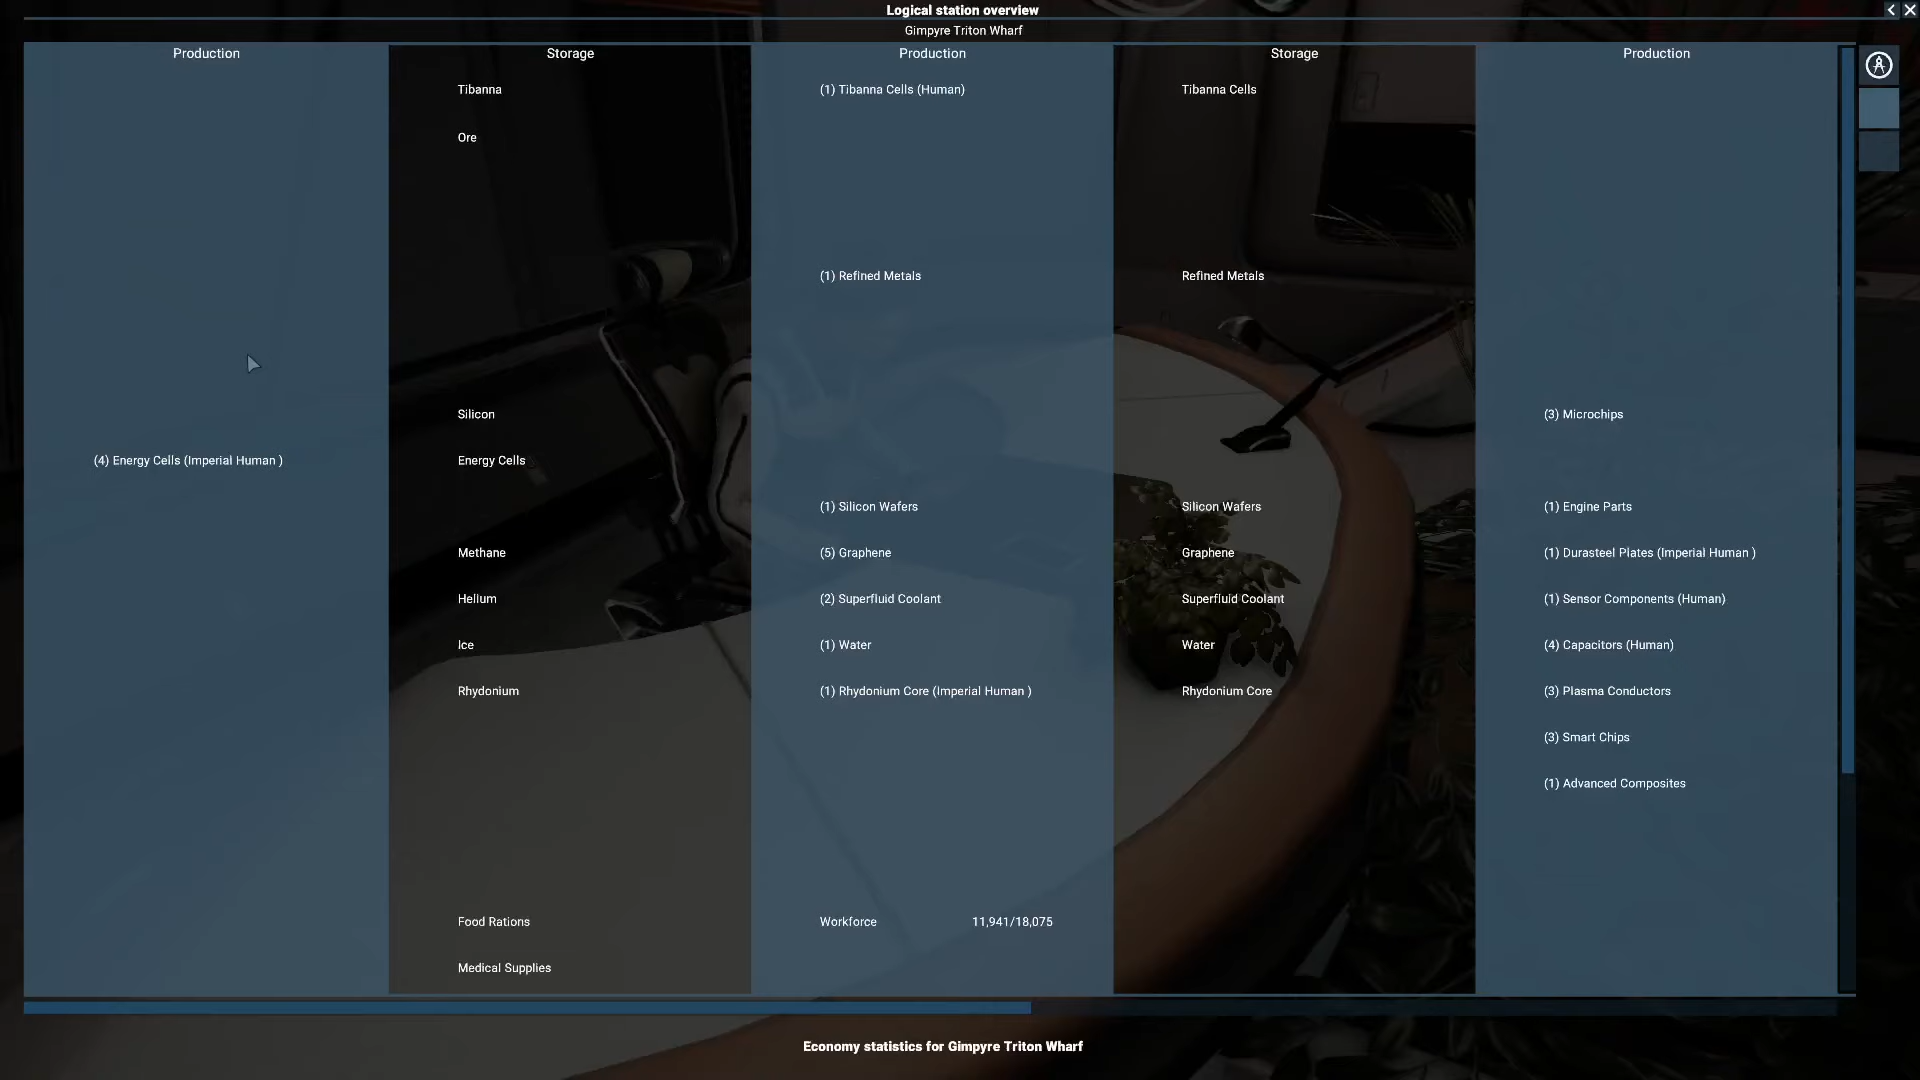 Logical station overview
Gimpyre Triton Wharf
Production Storage Production Storage Production
Tibanna (1) Tibanna Cells (Human) Tibanna Cells
Ore
(1) Refined Metals Refined Metals
Silicon (3) Microchips
(4) Energy Cells (Imperial Human ) Energy Cells
(1) Silicon Wafers Silicon Wafers (1) Engine Parts
Methane (5) Graphene Graphene (1) Durasteel Plates (Imperial Human )
Helium (2) Superfluid Coolant Superfluid Coolant (1) Sensor Components (Human)
Ice (1) Water Water (4) Capacitors (Human)
Rhydonium (1) Rhydonium Core (Imperial Human ) Rhydonium Core (3) Plasma Conductors
(3) Smart Chips
(1) Advanced Composites
Food Rations Workforce 11,941/18,075
Medical Supplies
Economy statistics for Gimpyre Triton Wharf